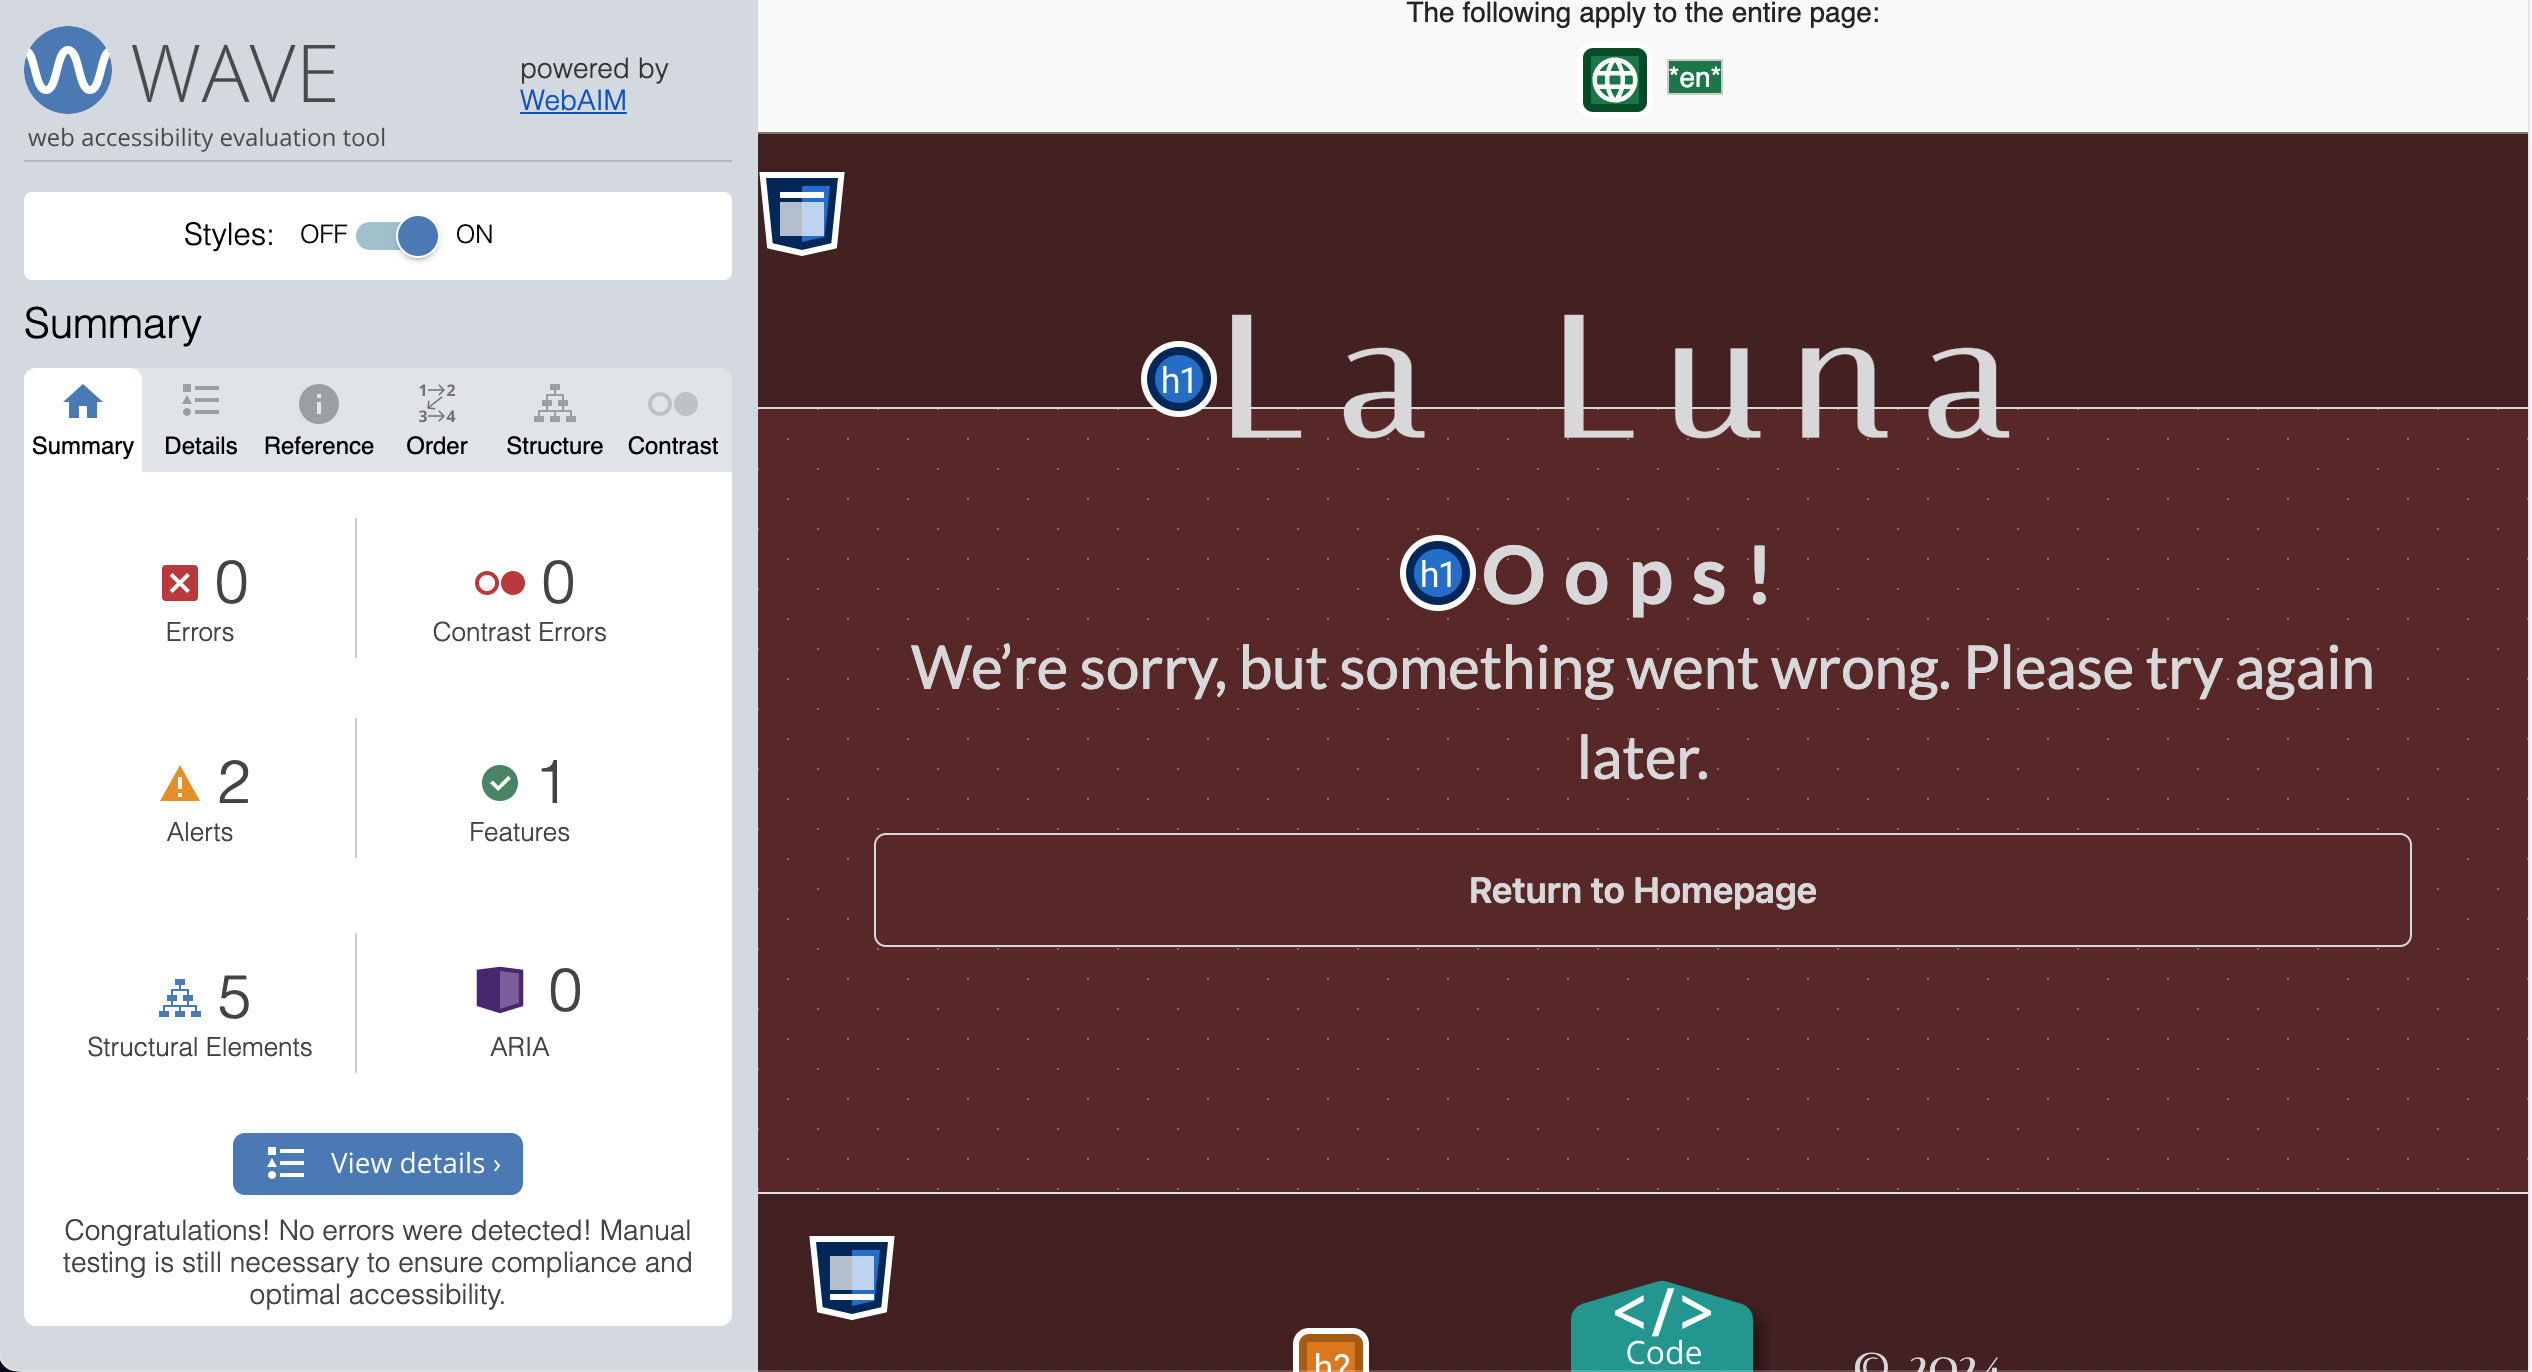 WAVE
powered by
WebAIM
web accessibility evaluation tool
Styles: OFF ON
Summary
Summary Details Reference Order Structure Contrast
0
Errors
0
Contrast Errors
2
Alerts
1
Features
5
Structural Elements
0
ARIA
View details ›
Congratulations! No errors were detected! Manual
testing is still necessary to ensure compliance and
optimal accessibility.
The following apply to the entire page:
*en*
h1 La Luna
h1 Oops!
We’re sorry, but something went wrong. Please try again
later.
Return to Homepage
</>
Code
h2
© 2024